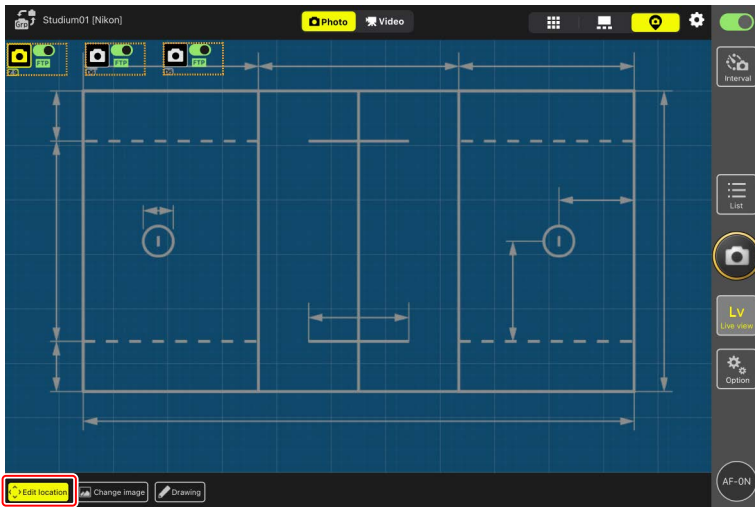 Grp
Studium01 [Nikon]
Photo
Video
FTP
FTP
FTP
Interval
List
Lv
Live view
Option
AF-ON
Edit location
Change image
Drawing